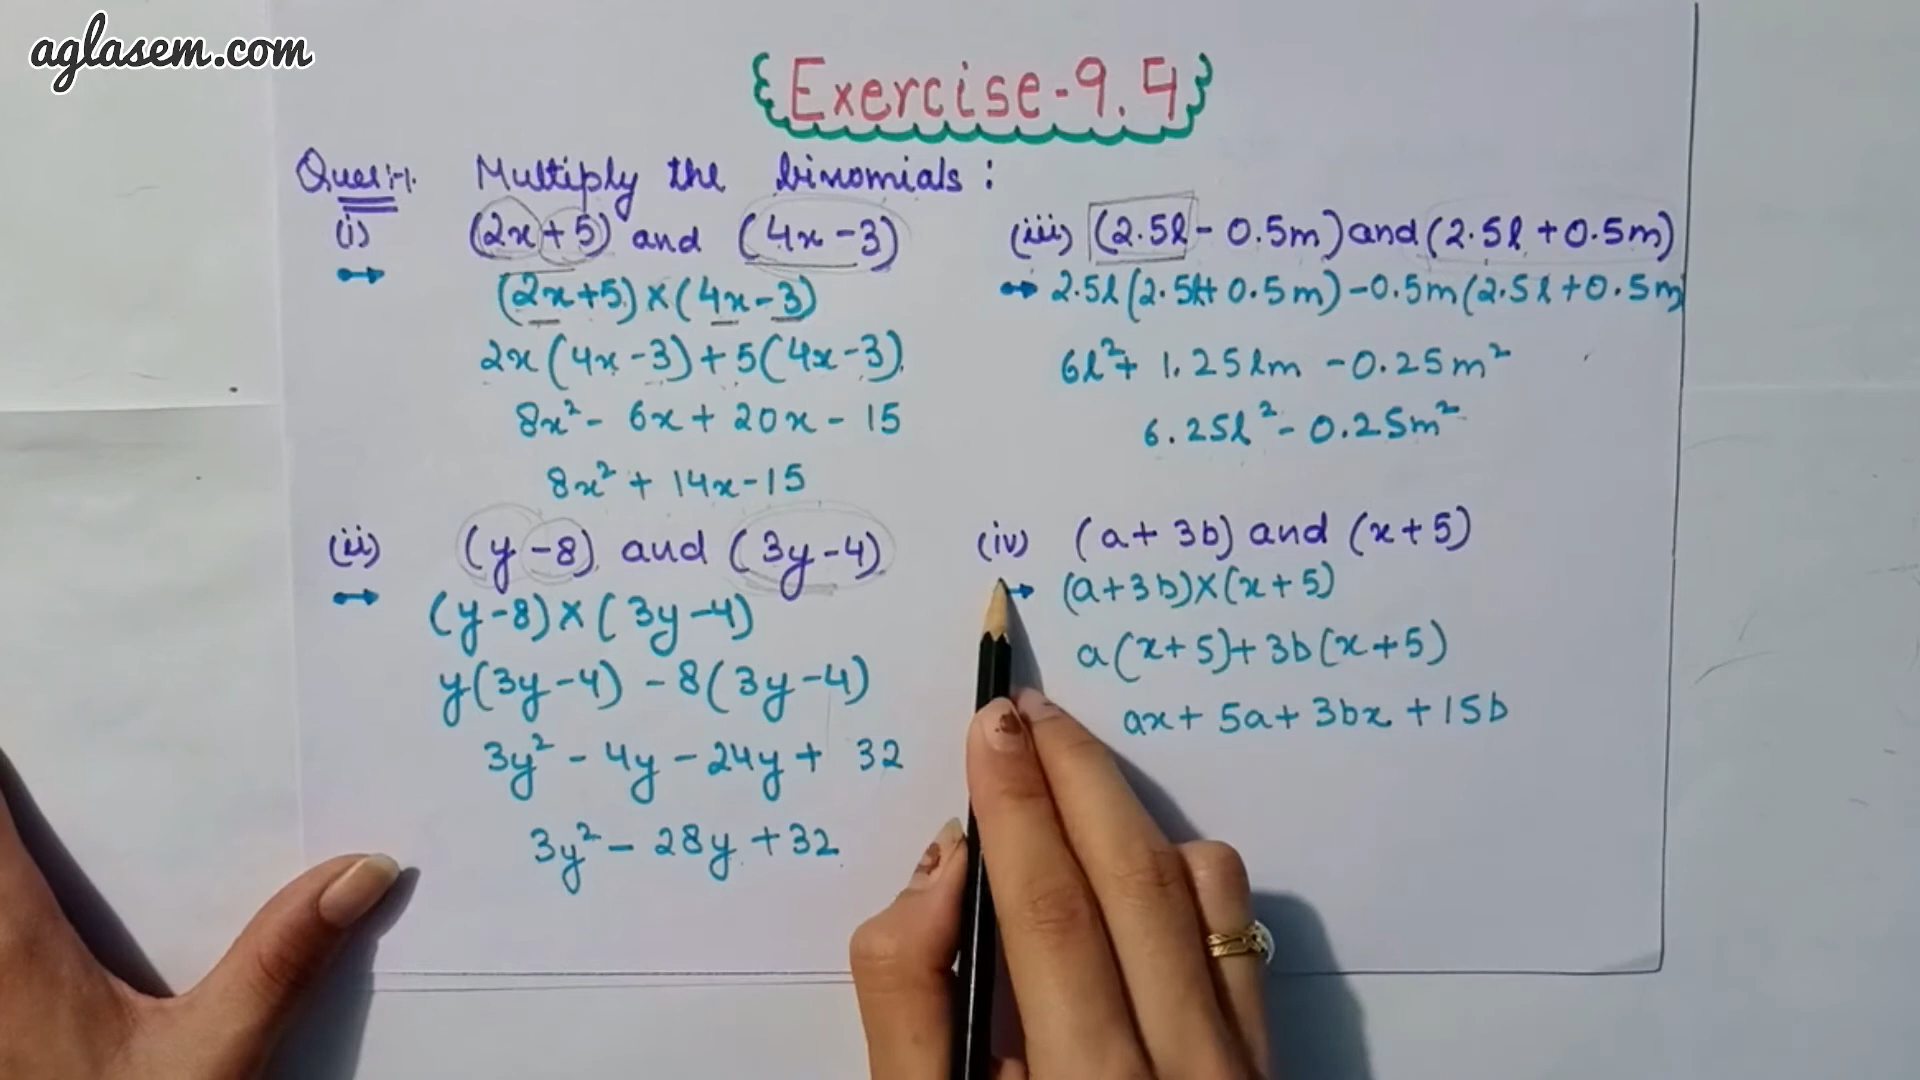 aglasem.com
Exercise-9.4
Ques:-1. Multiply the binomials:
(i) (2x+5) and (4x-3)
(2x+5)×(4x-3)
2x(4x-3)+5(4x-3)
8x²- 6x+20x-15
8x²+14x-15
(ii) (y-8) and (3y-4)
(y-8)×(3y-4)
y(3y-4)-8(3y-4)
3y²-4y-24y+ 32
3y²-28y+32
(iii) (2.5l-0.5m)and(2.5l+0.5m)
2.5l(2.5l+0.5m)-0.5m(2.5l+0.5m
6l²+ 1.25lm -0.25m²
6.25l²-0.25m²
(iv) (a+3b) and (x+5)
(a+3b)×(x+5)
a(x+5)+3b(x+5)
ax+5a+3bx+15b